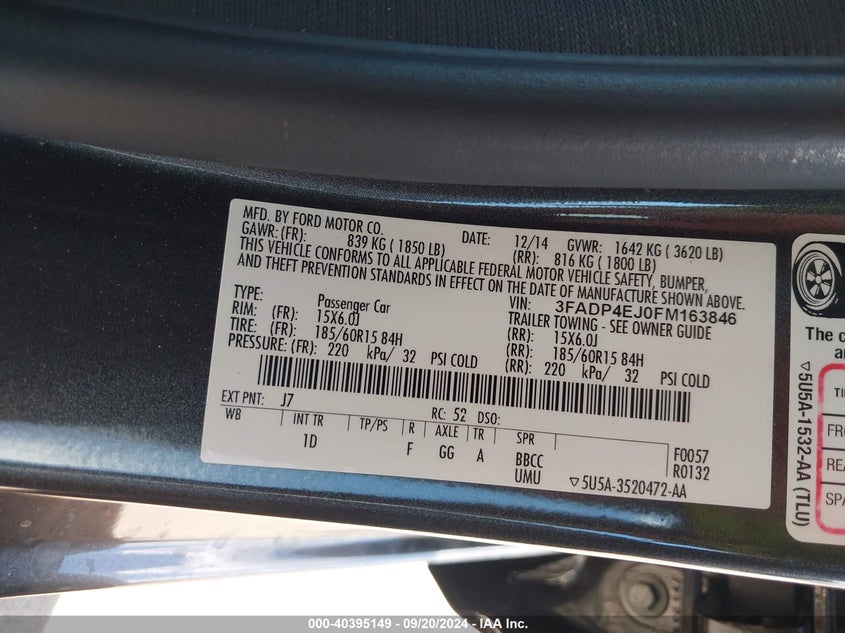 MFD. BY FORD MOTOR CO.
DATE: 12/14 GVWR: 1642 KG ( 3620 LB)
GAWR: (FR): 839 KG ( 1850 LB) (RR): 816 KG ( 1800 LB)
THIS VEHICLE CONFORMS TO ALL APPLICABLE FEDERAL MOTOR VEHICLE SAFETY, BUMPER,
AND THEFT PREVENTION STANDARDS IN EFFECT ON THE DATE OF MANUFACTURE SHOWN ABOVE.
VIN: 3FADP4EJ0FM163846
TYPE: Passenger Car TRAILER TOWING - SEE OWNER GUIDE
RIM: (FR): 15X6.0J (RR): 15X6.0J
TIRE: (FR): 185/60R15 84H (RR): 185/60R15 84H
PRESSURE: (FR): 220 kPa/ 32 PSI COLD (RR): 220 kPa/ 32 PSI COLD
EXT PNT: J7 RC: 52 DSO:
WB INT TR TP/PS R AXLE TR SPR
1D F GG A BBCC
UMU
F0057
R0132
▽5U5A-3520472-AA
The c
a
▽5U5A-1532-AA (TLU)
TI
FRO
REA
SPA
000-40395149 - 09/20/2024 - IAA Inc.